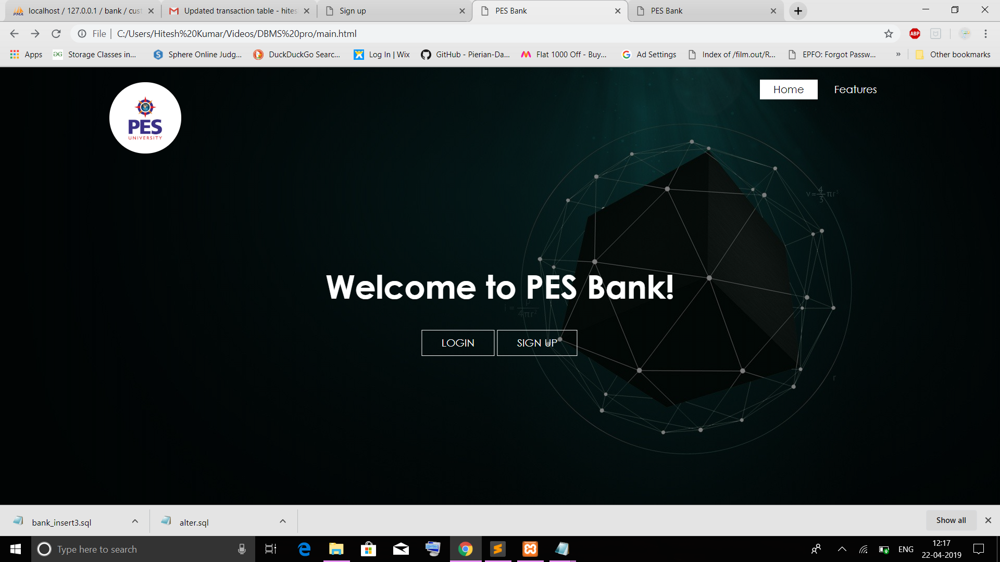 localhost / 127.0.0.1 / bank / cust
Updated transaction table - hites
Sign up
PES Bank
PES Bank
File
C:/Users/Hitesh%20Kumar/Videos/DBMS%20pro/main.html
ABP
Apps
Storage Classes in...
Sphere Online Judg...
DuckDuckGo Searc...
Log In | Wix
GitHub - Pierian-Da...
Flat 1000 Off - Buy...
Ad Settings
Index of /film.out/R...
EPFO: Forgot Passw...
»
Other bookmarks
PES
UNIVERSITY
Home
Features
v=4/3 πr³
Welcome to PES Bank!
i = P/4πr²
LOGIN
SIGN UP
r
bank_insert3.sql
alter.sql
Show all
Type here to search
ENG
12:17
22-04-2019